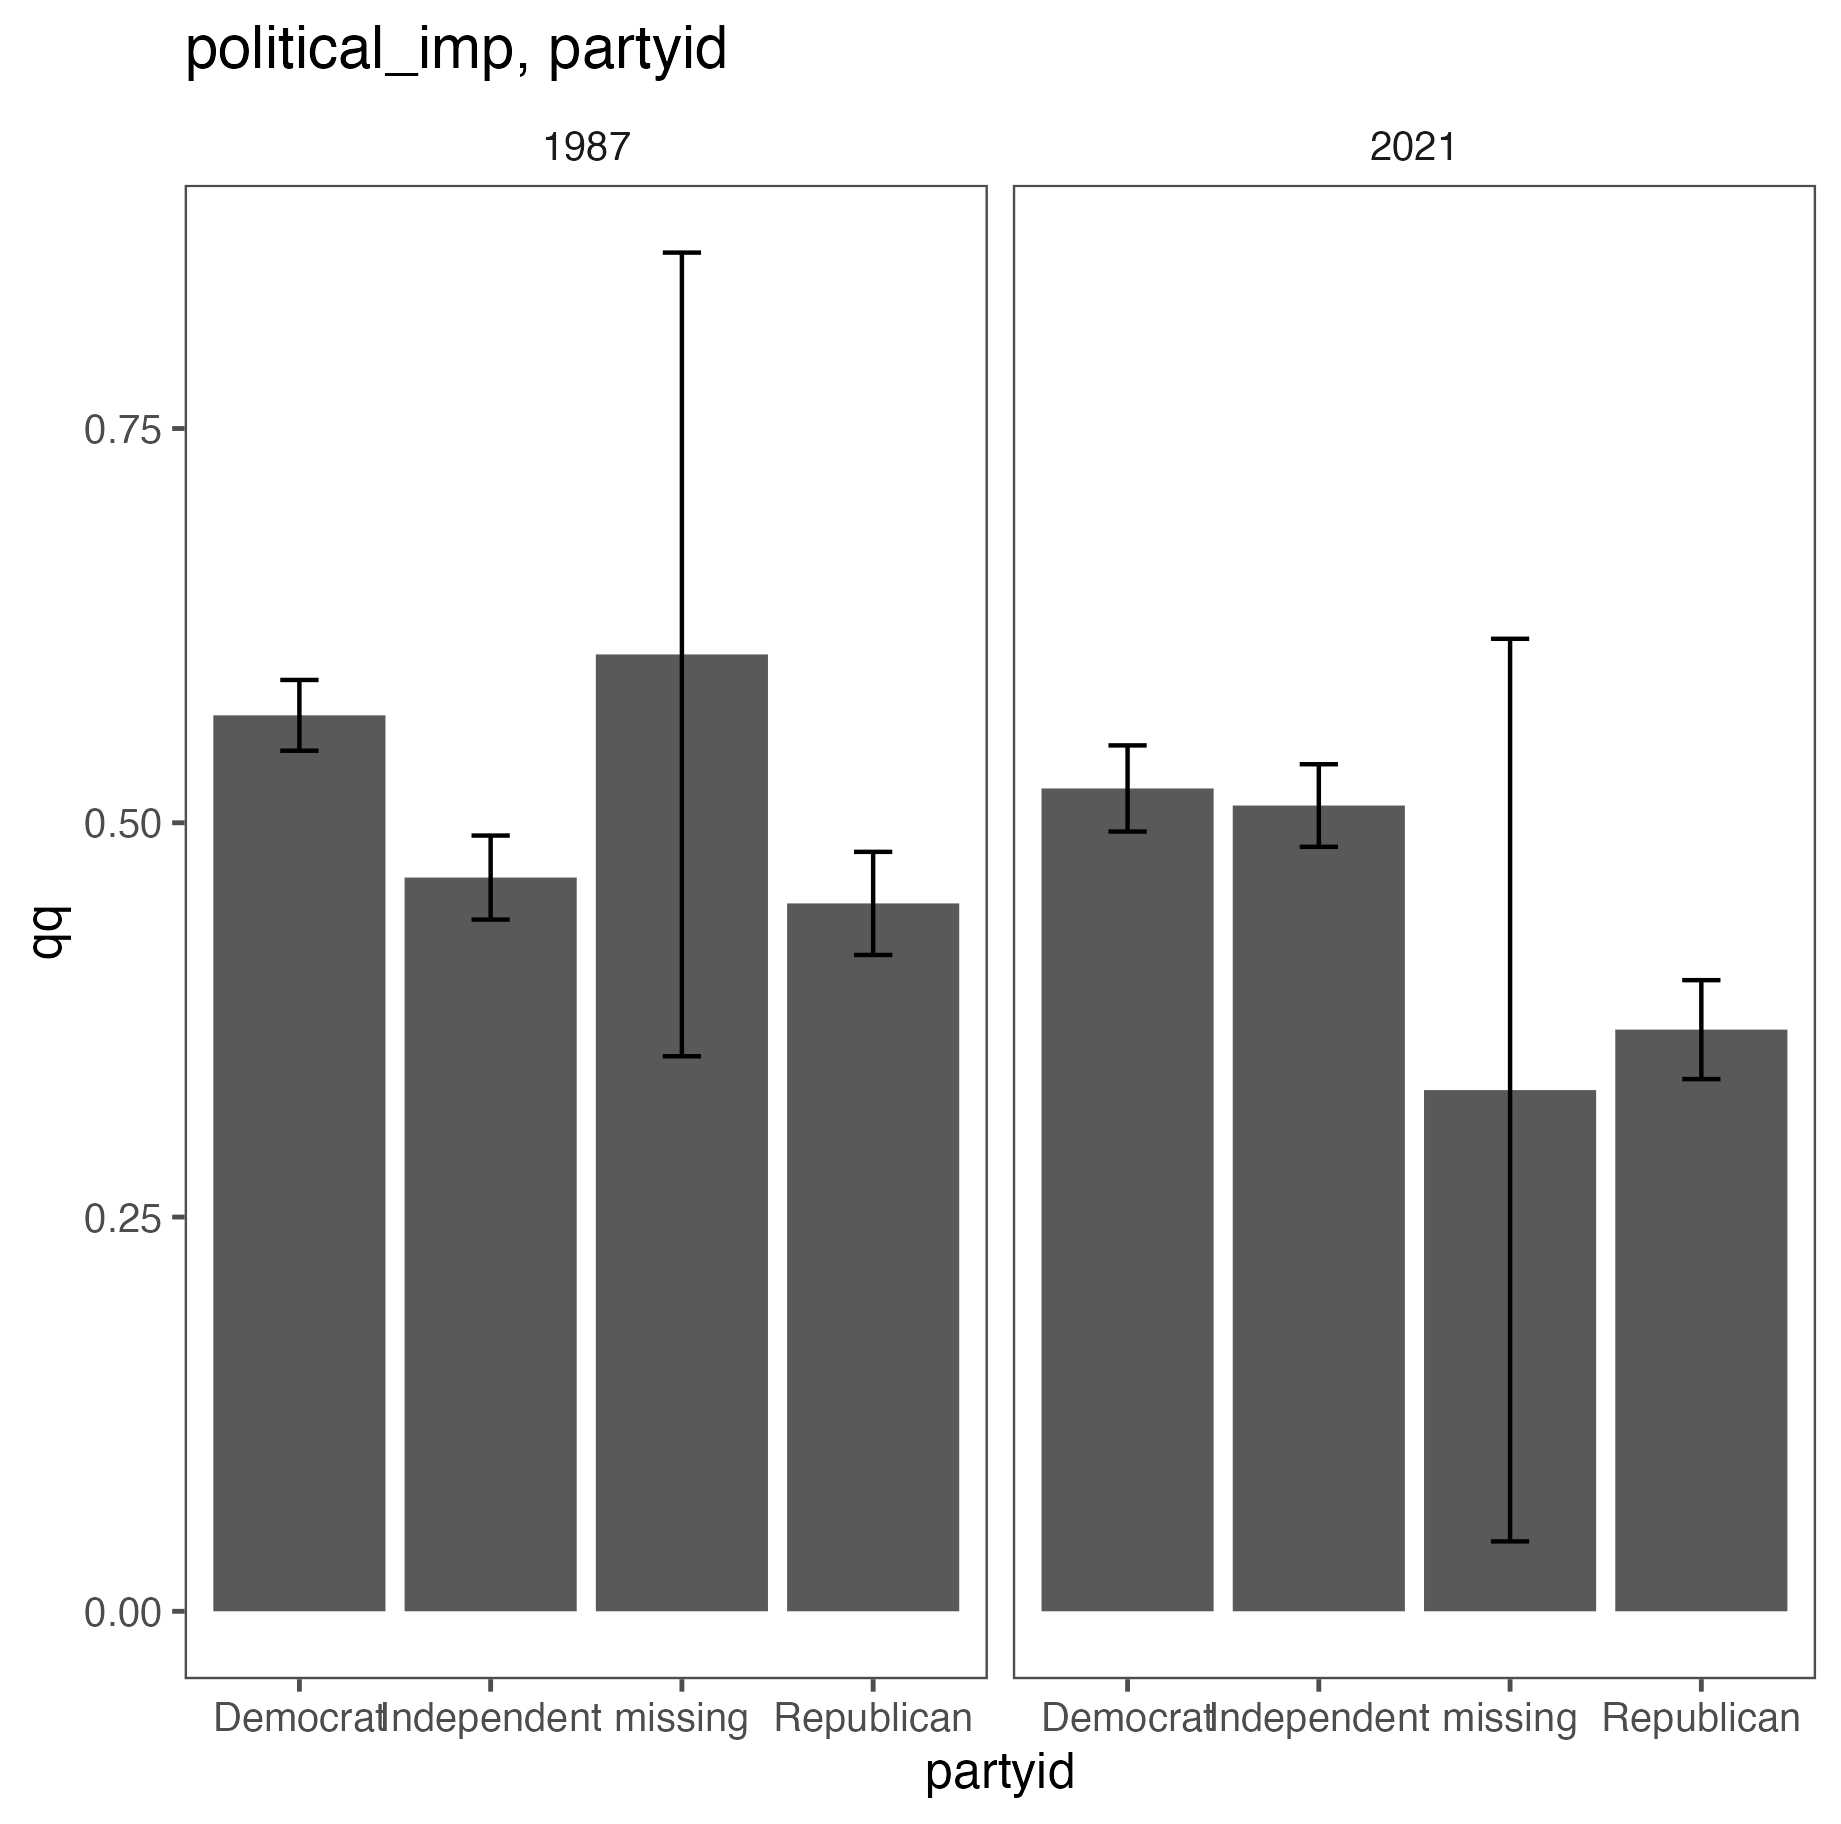 political_imp, partyid
1987 2021
0.75
0.50
0.25
0.00
qq
Democrat Independent missing Republican Democrat Independent missing Republican
partyid